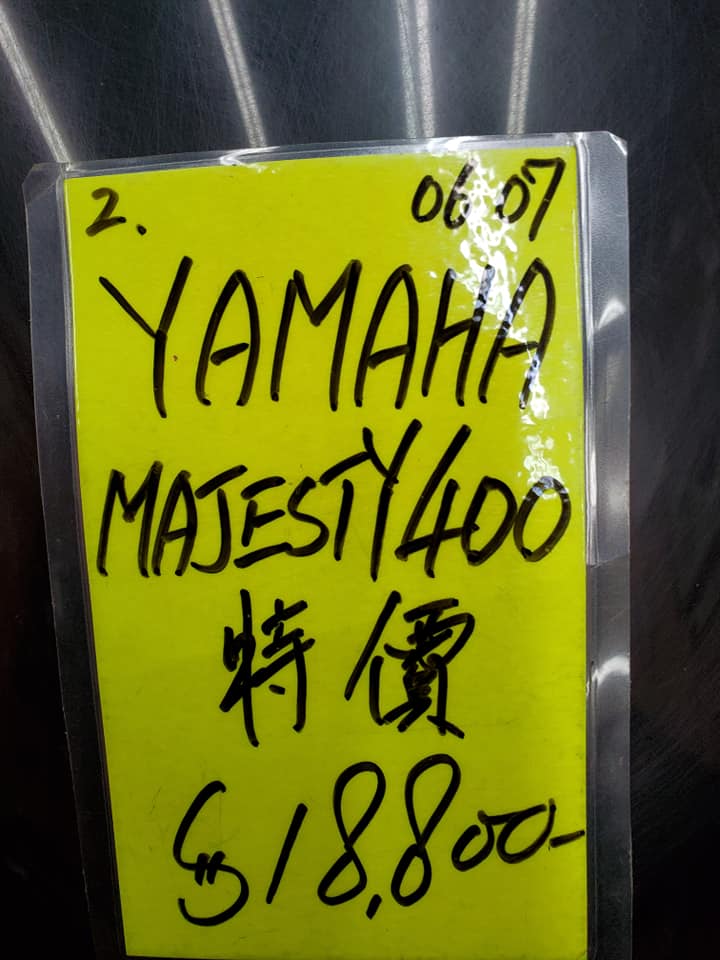 2. 06 07
YAMAHA
MAJESTY400
特價
$18,800-